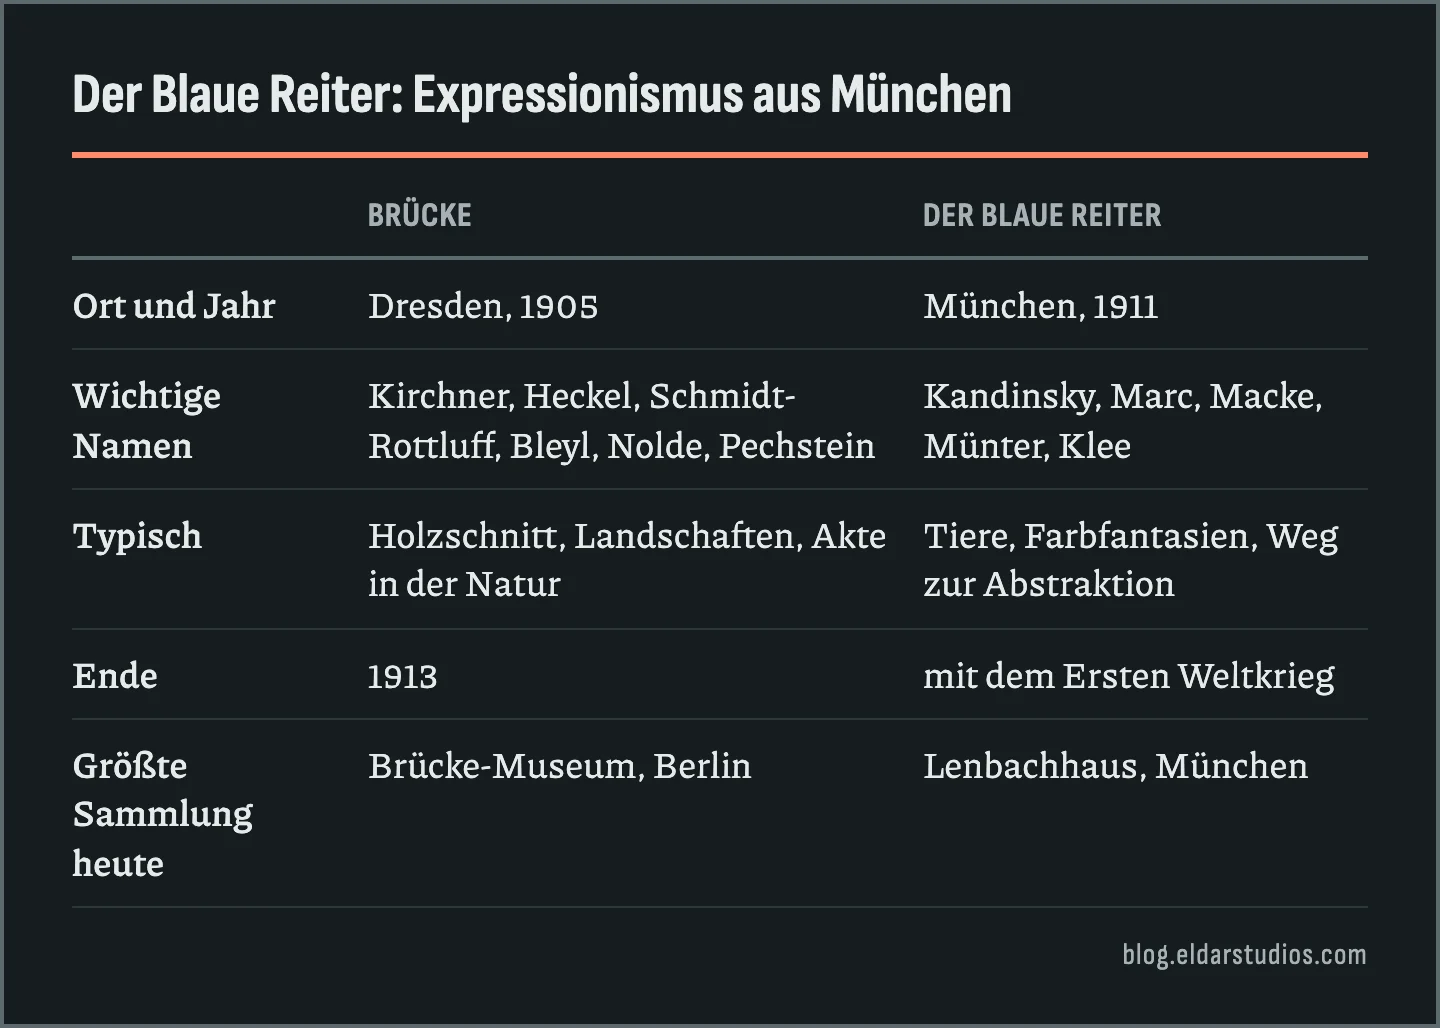 Der Blaue Reiter: Expressionismus aus München
BRÜCKE DER BLAUE REITER
Ort und Jahr Dresden, 1905 München, 1911
Wichtige Kirchner, Heckel, Schmidt- Kandinsky, Marc, Macke,
Namen Rottluff, Bleyl, Nolde, Pechstein Münter, Klee
Typisch Holzschnitt, Landschaften, Akte Tiere, Farbfantasien, Weg
in der Natur zur Abstraktion
Ende 1913 mit dem Ersten Weltkrieg
Größte Brücke-Museum, Berlin Lenbachhaus, München
Sammlung
heute
blog.eldarstudios.com